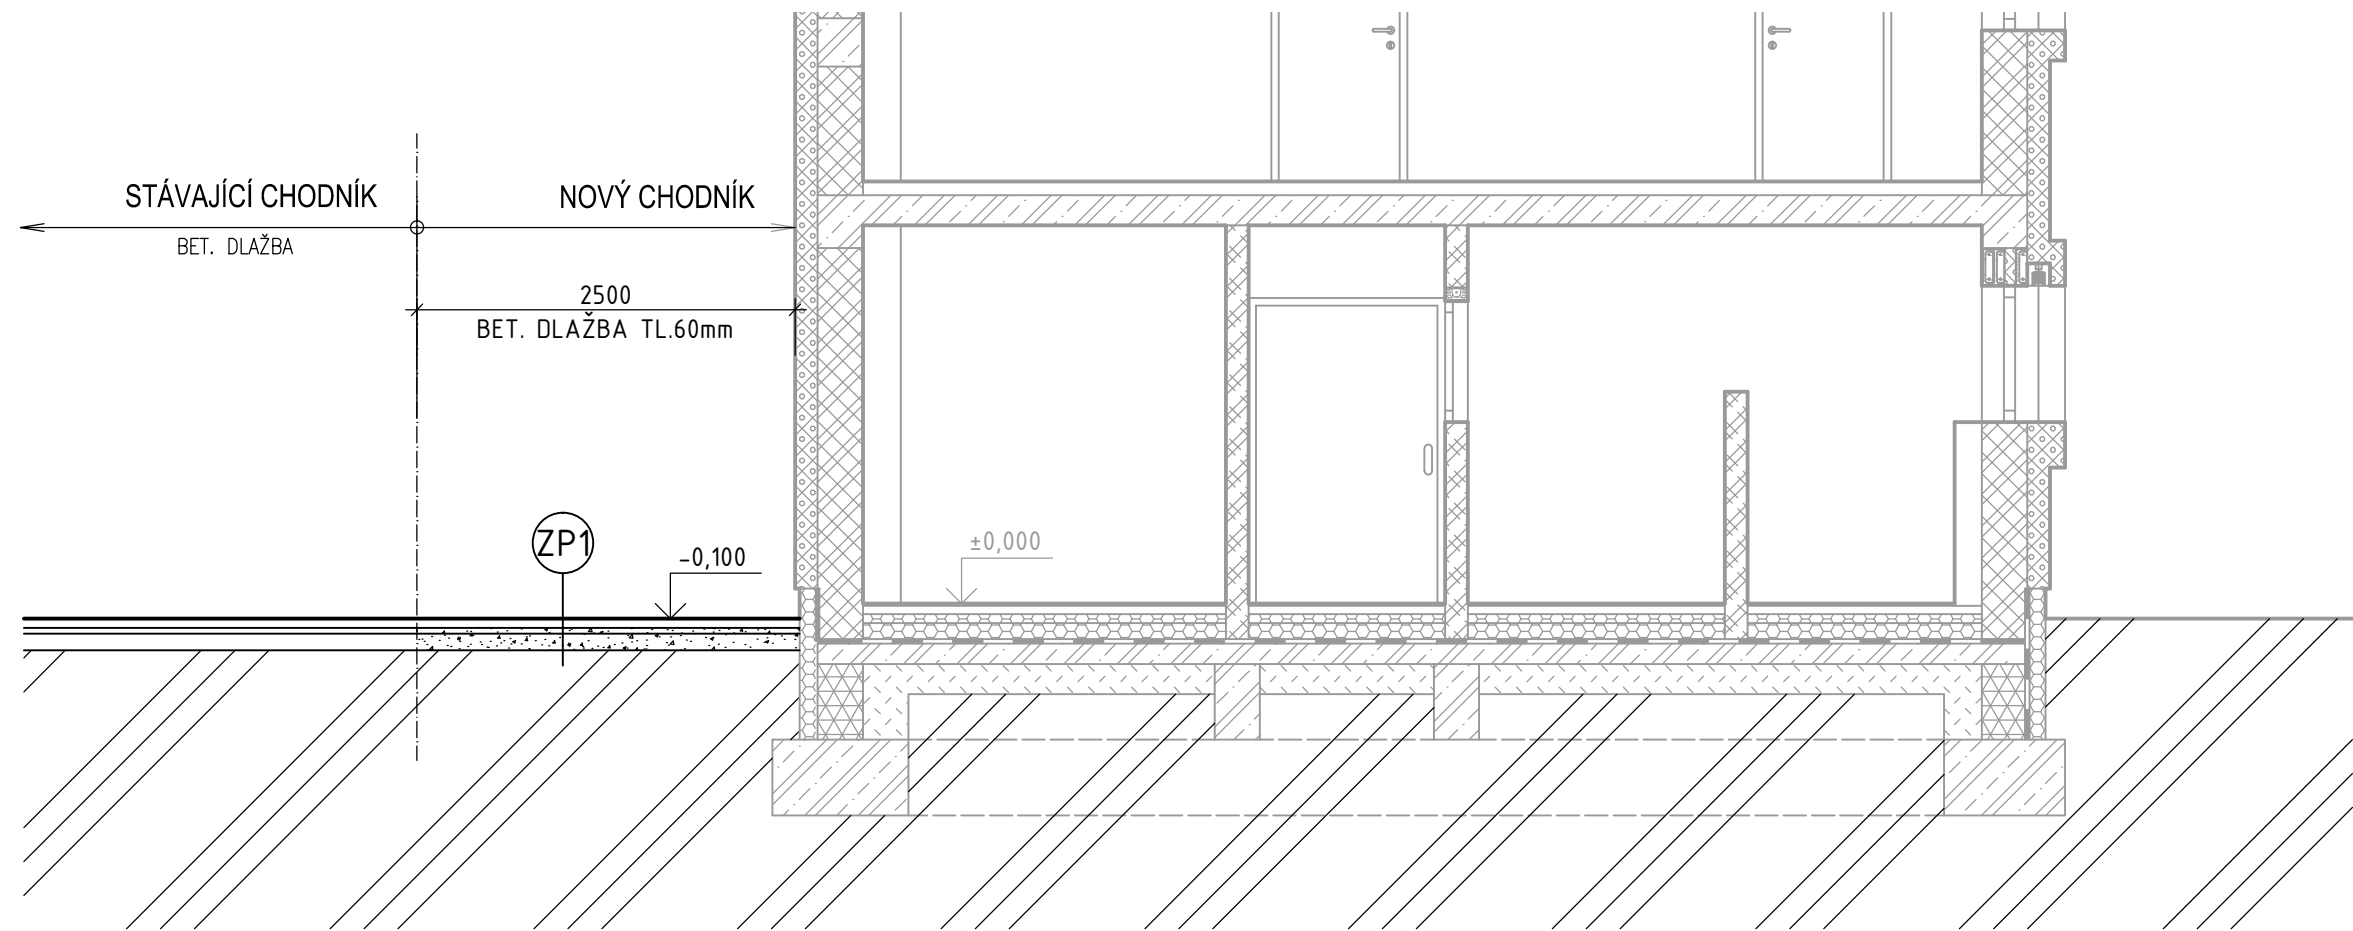 STÁVAJÍCÍ CHODNÍK
NOVÝ CHODNÍK
BET. DLAŽBA
2500
BET. DLAŽBA TL.60mm
ZP1
-0,100
±0,000